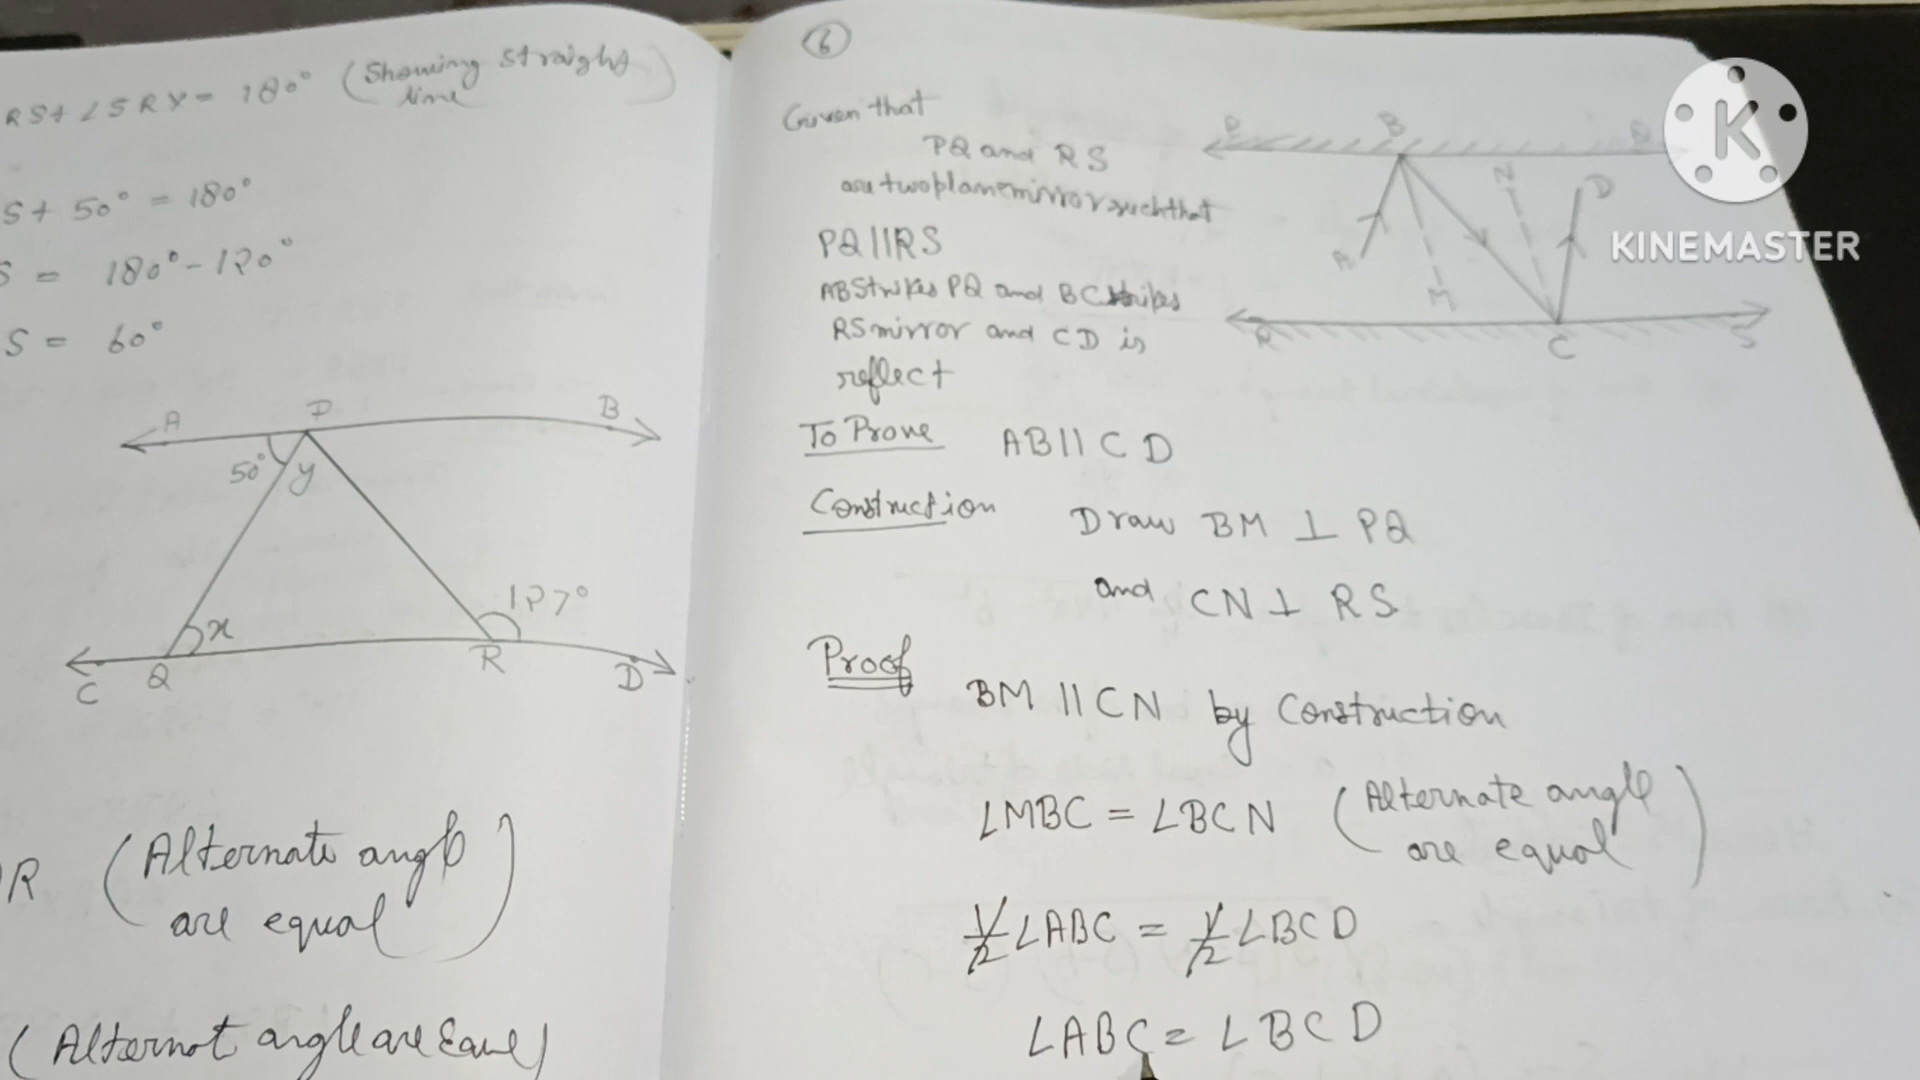 RS + ∠SRY = 180° (Showing straight
line)
S + 50° = 180°
S = 180° - 120°
S = 60°
A P B
50° y
x 127°
C Q R D
R (Alternate angle
are equal)
(Alternat angle are Equal)
6
Given that
PQ and RS
are two plane mirror such that
PQ || RS
AB Strikes PQ and BC strikes
RS mirror and CD is
reflect
To Prove AB || CD
Construction Draw BM ⊥ PQ
and CN ⊥ RS
Proof
BM || CN by Construction
∠MBC = ∠BCN (Alternate angle
are equal)
1/2 ∠ABC = 1/2 ∠BCD
∠ABC = ∠BCD
P B Q
N D
A M
R C S
K
KINEMASTER